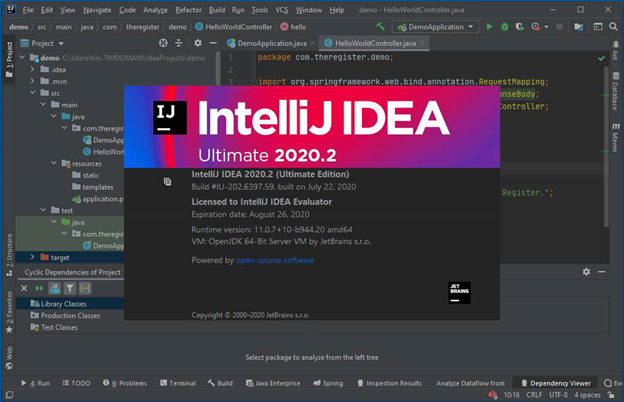 File Edit View Navigate Code Analyze Refactor Build Run Tools VCS Window Help demo - HelloWorldController.java
demo src main java com theregister demo HelloWorldController hello DemoApplication
Project
DemoApplication.java HelloWorldController.java
1: Project
demo C:\users\tim.TIMDOMAIN\IdeaProjects\demo
.idea
.mvn
src
main
java
com.theregister
DemoAppl
HelloWorl
resources
static
templates
application.p
test
java
com.theregister
DemoAppl
target
1 package com.theregister.demo;
2
3 import org.springframework.web.bind.annotation.RequestMapping;
onseBody;
Controller;
Register.";
Ant
Database
Maven
IJ
IntelliJ IDEA
Ultimate 2020.2
IntelliJ IDEA 2020.2 (Ultimate Edition)
Build #IU-202.6397.59, built on July 22, 2020
Licensed to IntelliJ IDEA Evaluator
Expiration date: August 26, 2020
Runtime version: 11.0.7+10-b944.20 amd64
VM: OpenJDK 64-Bit Server VM by JetBrains s.r.o.
Powered by open-source software
JET
BRAINS
Copyright © 2000–2020 JetBrains s.r.o.
Z: Structure
2: Favorites
Web
Cyclic Dependencies of Project
Library Classes
Production Classes
Test Classes
Select package to analyze from the left tree
4: Run TODO 6: Problems Terminal Build Java Enterprise Spring Inspection Results Analyze Dataflow from Dependency Viewer
10:16 CRLF UTF-8 4 spaces